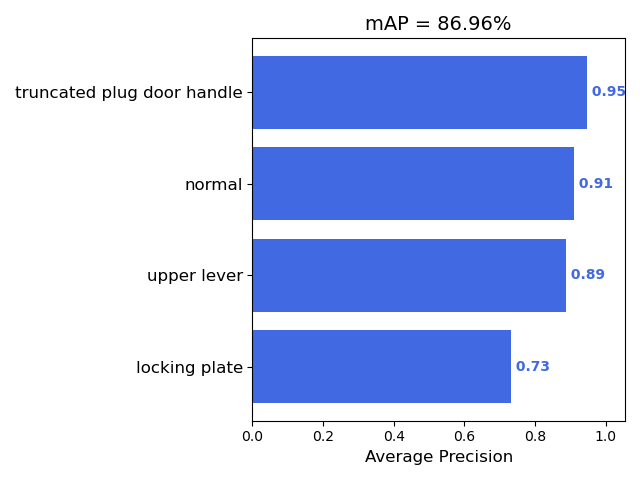 mAP = 86.96%
truncated plug door handle
0.95
normal
0.91
upper lever
0.89
locking plate
0.73
0.0 0.2 0.4 0.6 0.8 1.0
Average Precision